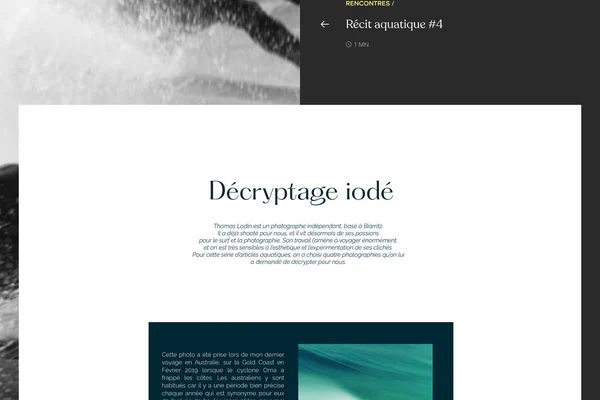 RENCONTRES /
Récit aquatique #4
1 MN
Décryptage iodé
Thomas Lodin est un photographe indépendant, basé à Biarritz.
Il a déjà shooté pour nous, et il vit désormais de ses passions
pour le surf et la photographie. Son travail l'amène à voyager énormément,
et on est très sensibles à l'esthétique et l'expérimentation de ses clichés.
Pour cette série d'articles aquatiques, on a choisi quatre photographies qu'on lui
a demandé de décrypter pour nous.
Cette photo a été prise lors de mon dernier
voyage en Australie, sur la Gold Coast en
Février 2019 lorsque le cyclone Oma a
frappé les côtes. Les australiens y sont
habitués car il y a une période bien précise
chaque année qui est synonyme pour eux